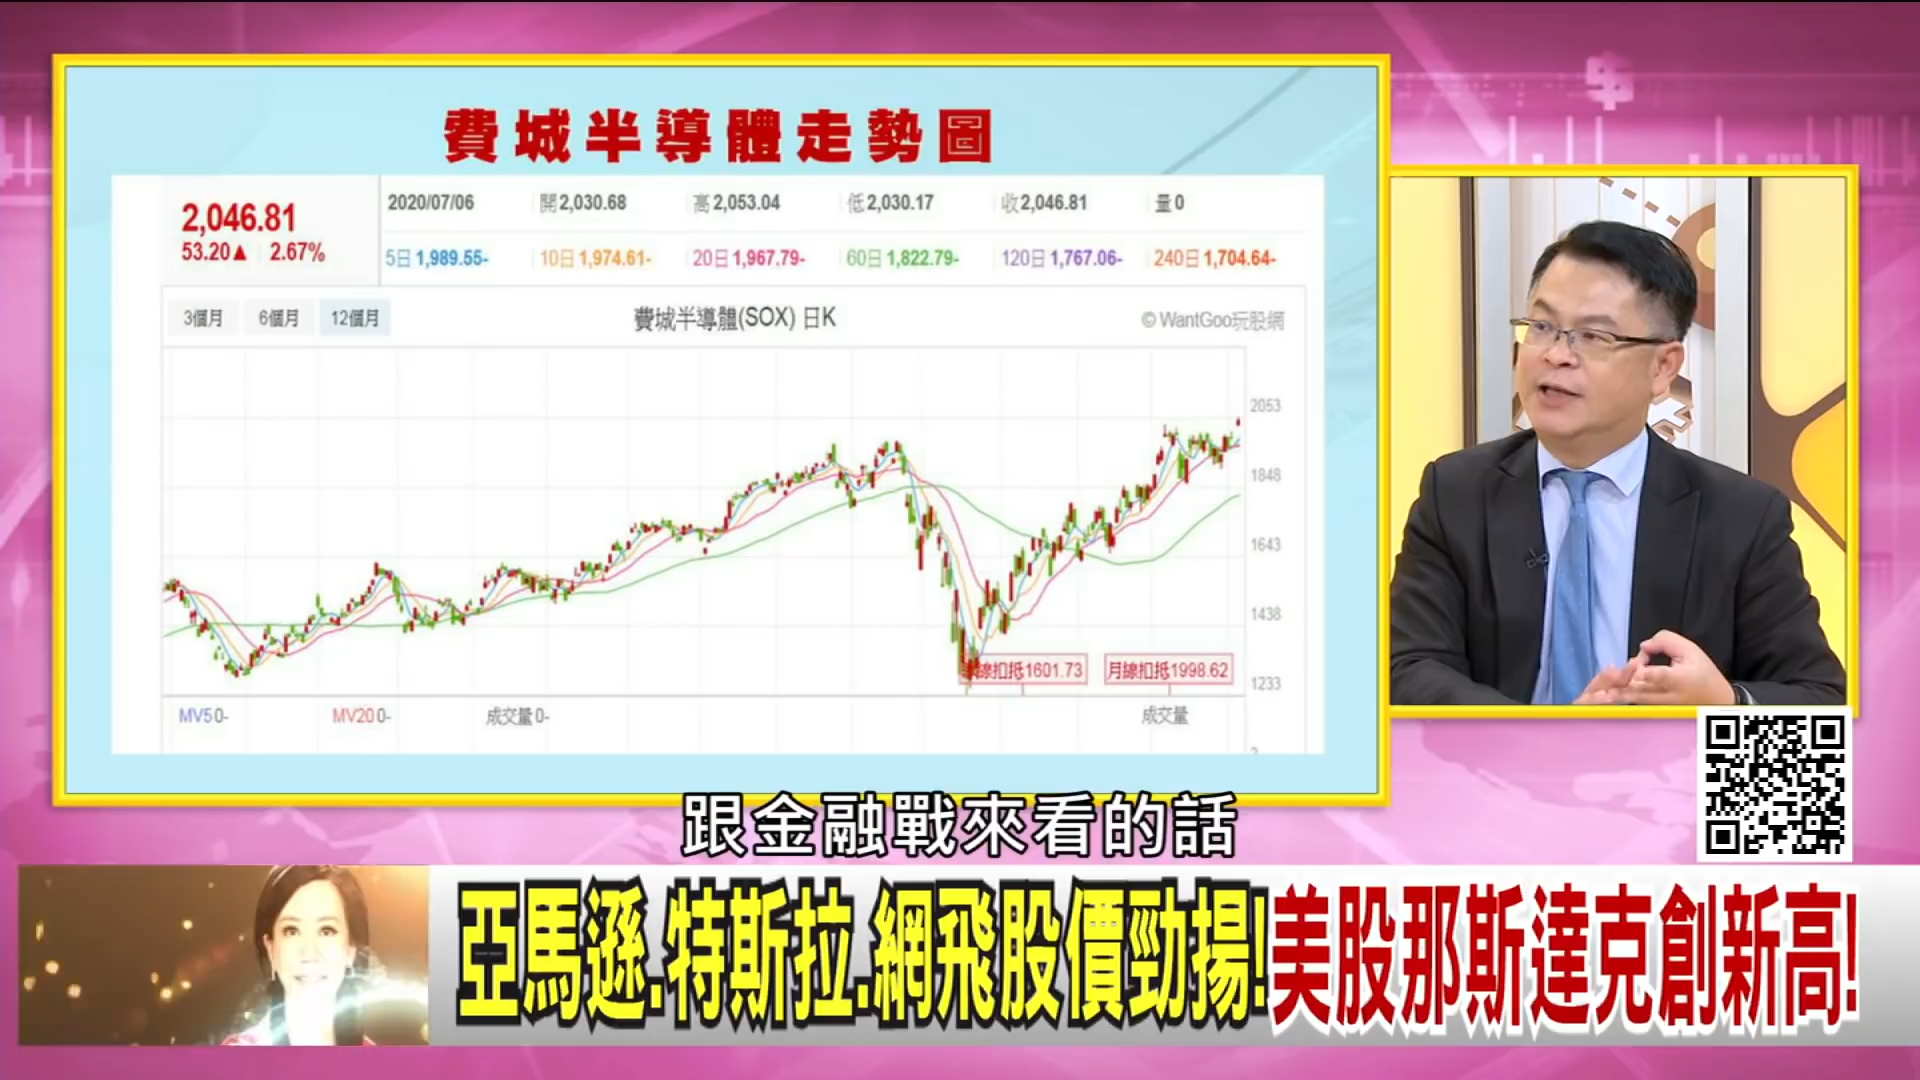 費城半導體走勢圖
2,046.81
53.20▲ 2.67%
2020/07/06 開2,030.68 高2,053.04 低2,030.17 收2,046.81 量0
5日1,989.55- 10日1,974.61- 20日1,967.79- 60日1,822.79- 120日1,767.06- 240日1,704.64-
3個月 6個月 12個月
費城半導體(SOX) 日K
© WantGoo玩股網
2053
1848
1643
1438
線扣抵1601.73 月線扣抵1998.62
1233
MV5 0- MV20 0- 成交量 0- 成交量
跟金融戰來看的話
亞馬遜.特斯拉.網飛股價勁揚!美股那斯達克創新高!